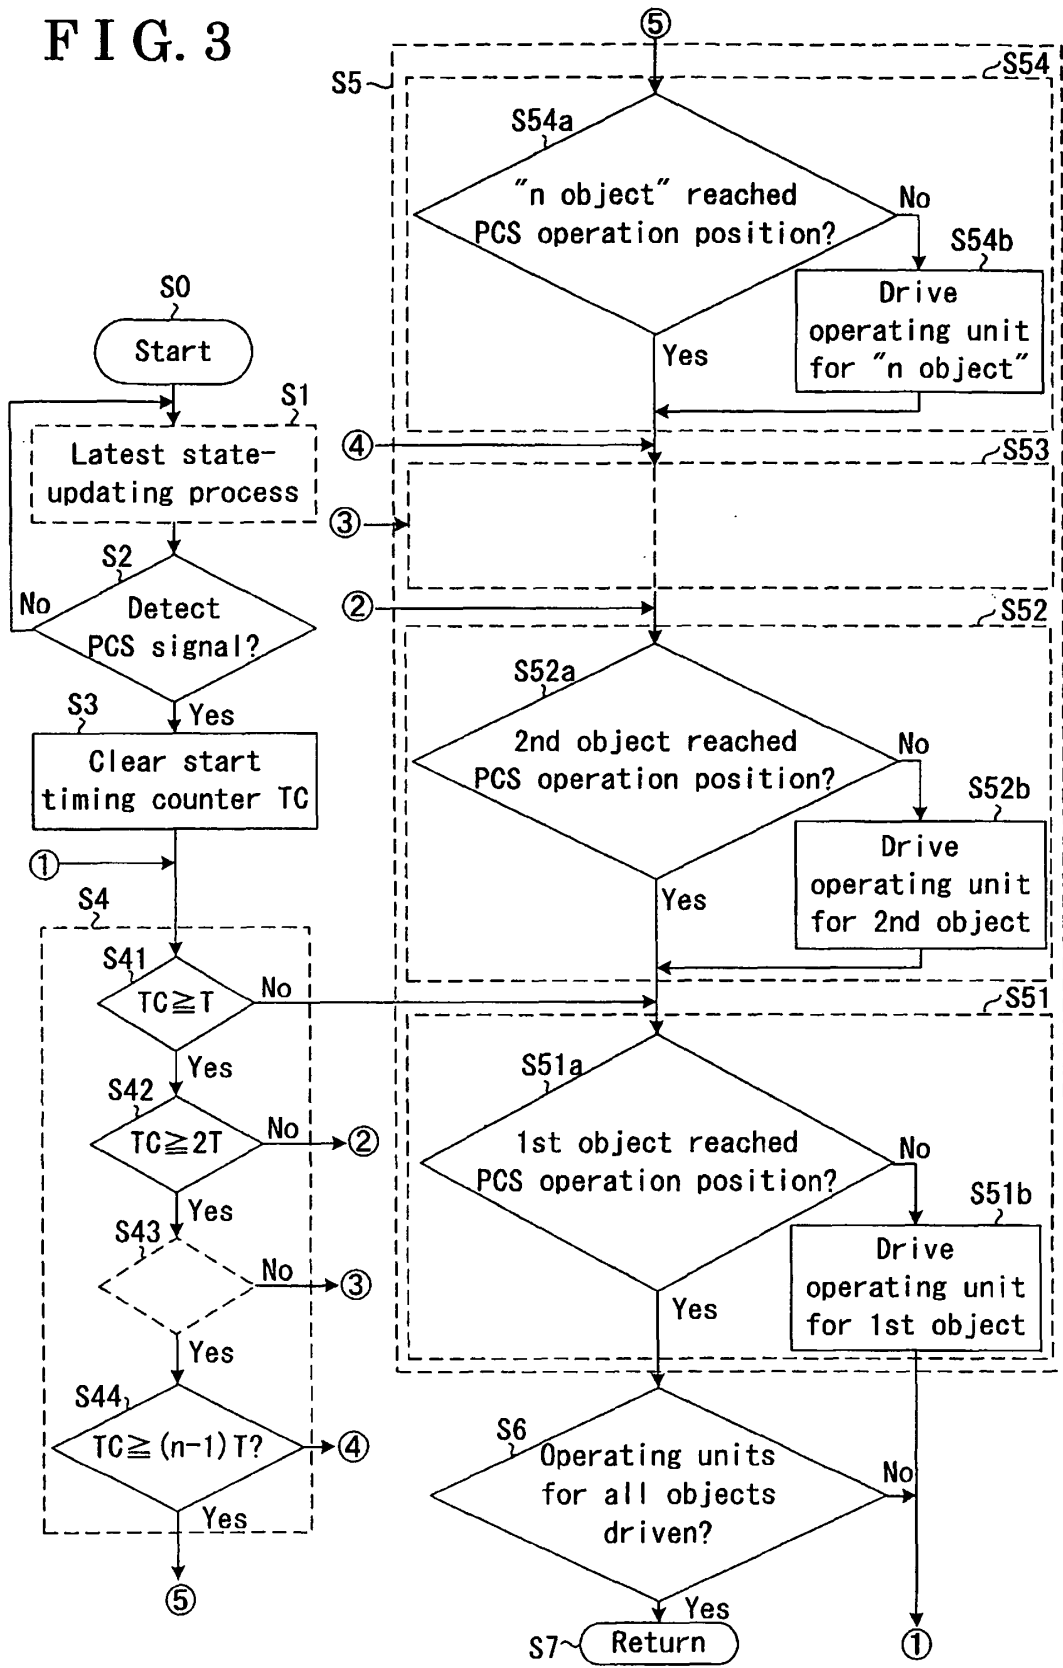 FIG. 3
S0
Start
S1
Latest state-
updating process
S2
Detect
PCS signal?
No
Yes
S3
Clear start
timing counter TC
①
S4
S41
TC≧T
No
Yes
S42
TC≧2T
No
②
Yes
S43
No
③
Yes
S44
TC≧(n-1)T?
④
Yes
⑤
⑤
S5
S54
S54a
"n object" reached
PCS operation position?
No
S54b
Drive
operating unit
for "n object"
Yes
④
S53
③
②
S52
S52a
2nd object reached
PCS operation position?
No
S52b
Drive
operating unit
for 2nd object
Yes
S51
S51a
1st object reached
PCS operation position?
No
S51b
Drive
operating unit
for 1st object
Yes
S6
Operating units
for all objects
driven?
No
Yes
S7
Return
①